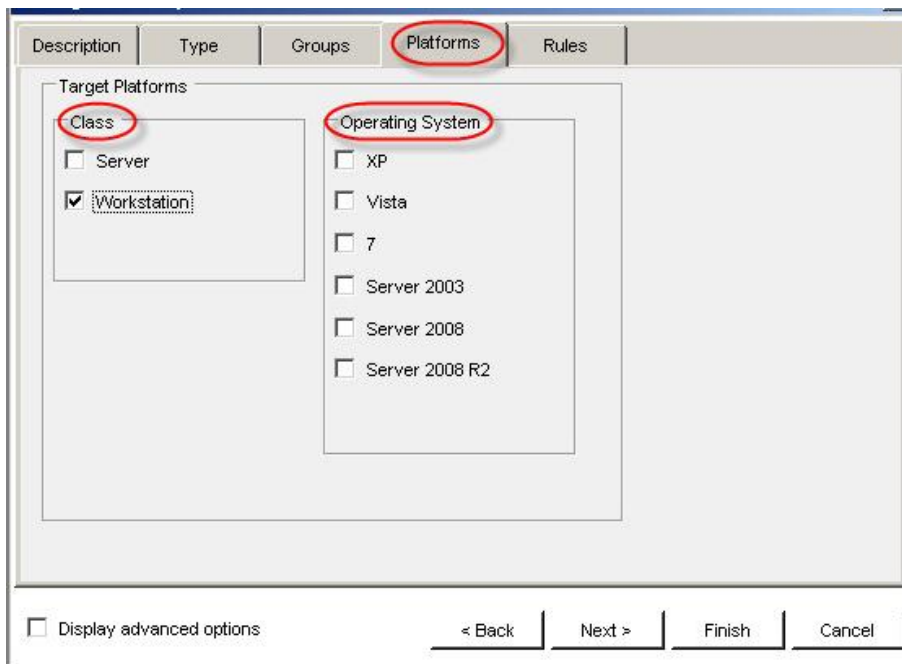 Description Type Groups Platforms Rules
Target Platforms
Class
Server
Workstation
Operating System
XP
Vista
7
Server 2003
Server 2008
Server 2008 R2
Display advanced options
< Back Next > Finish Cancel